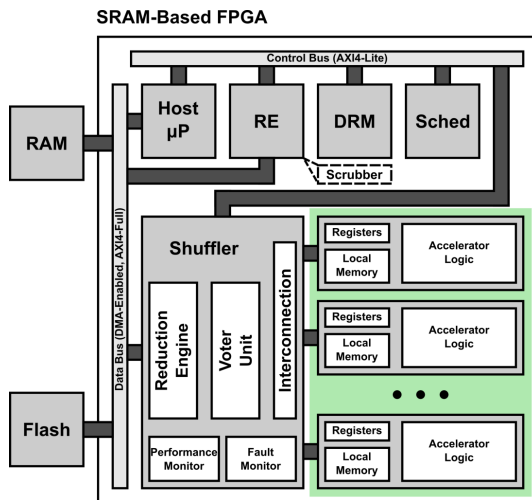 SRAM-Based FPGA
Control Bus (AXI4-Lite)
Host
µP
RE
DRM
Sched
RAM
Scrubber
Data Bus (DMA-Enabled, AXI4-Full)
Shuffler
Reduction
Engine
Voter
Unit
Interconnection
Registers
Local
Memory
Accelerator
Logic
Registers
Local
Memory
Accelerator
Logic
Flash
Performance
Monitor
Fault
Monitor
Registers
Local
Memory
Accelerator
Logic